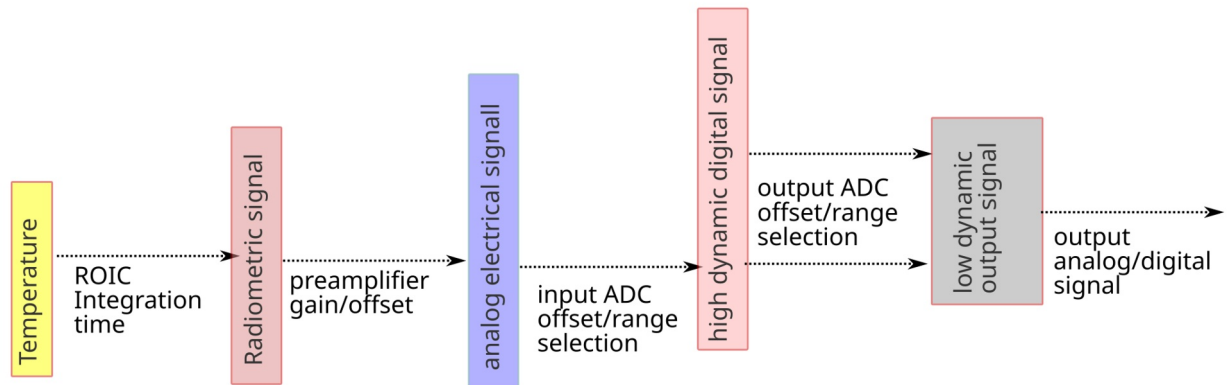 Temperature
ROIC
Integration
time
Radiometric signal
preamplifier
gain/offset
analog electrical signall
input ADC
offset/range
selection
high dynamic digital signal
output ADC
offset/range
selection
low dynamic
output signal
output
analog/digital
signal